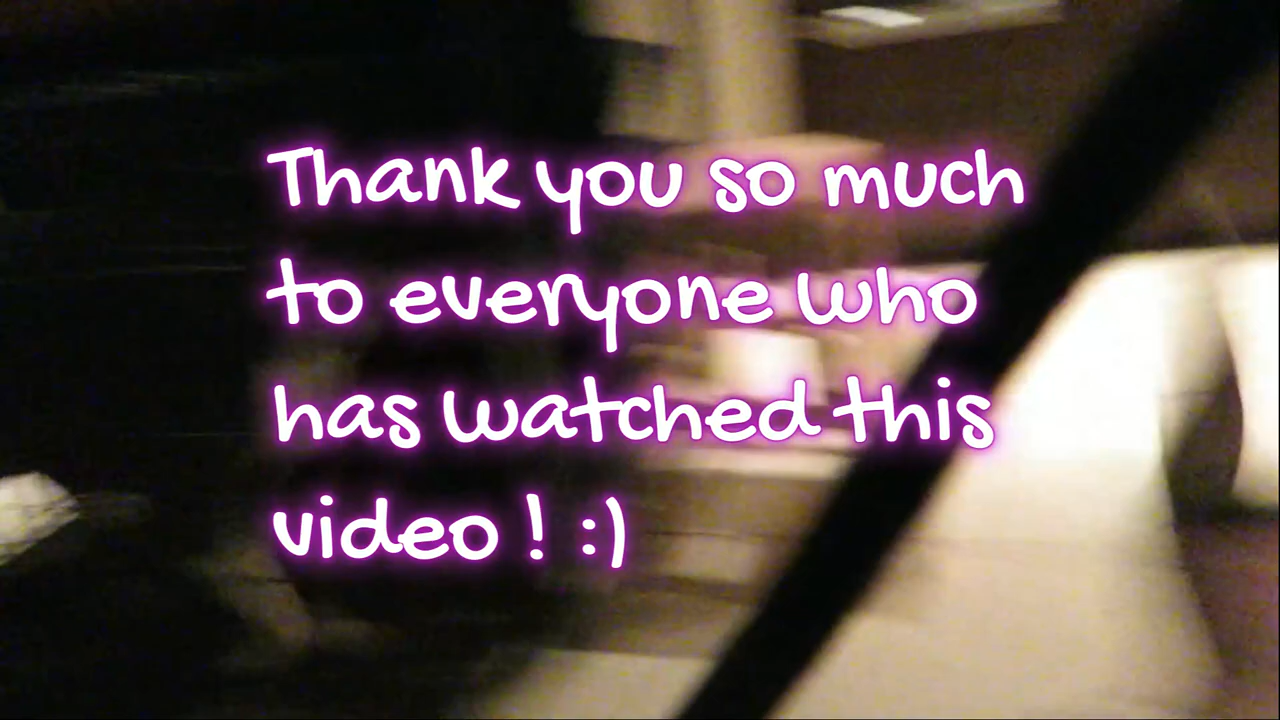 Thank you so much
to everyone who
has watched this
video ! :)